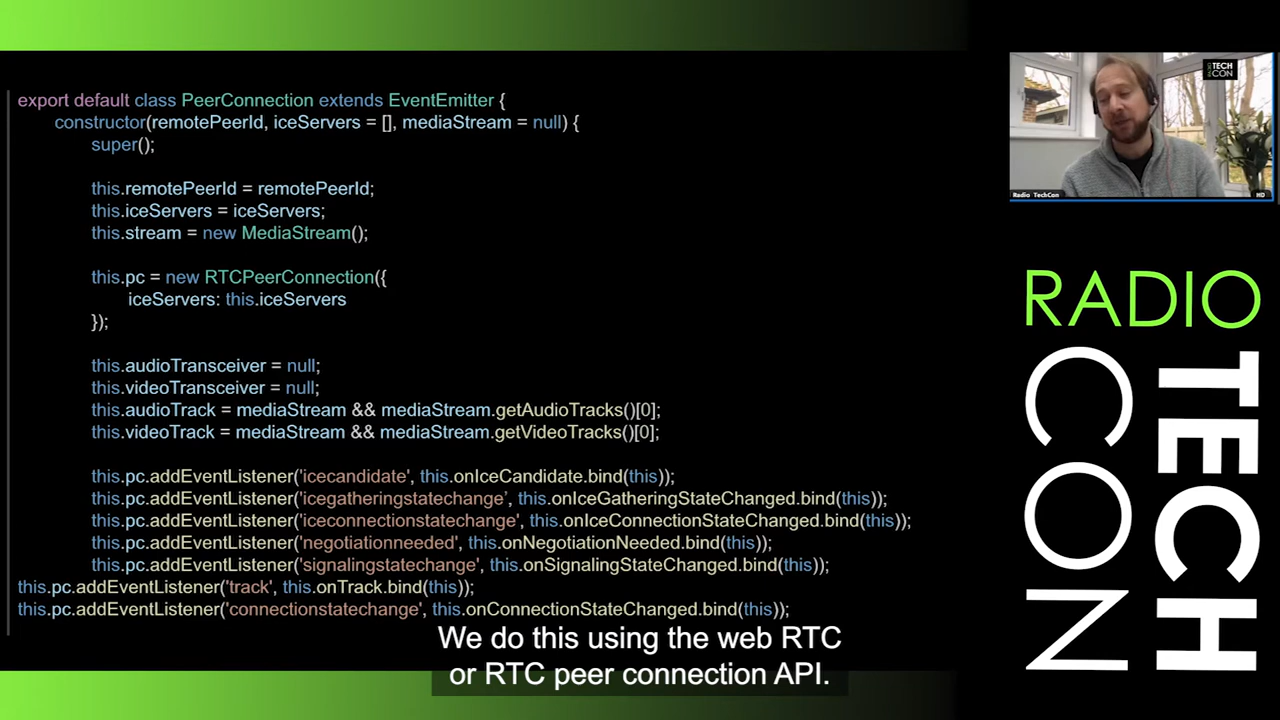 export default class PeerConnection extends EventEmitter {
constructor(remotePeerId, iceServers = [], mediaStream = null) {
super();
this.remotePeerId = remotePeerId;
this.iceServers = iceServers;
this.stream = new MediaStream();
this.pc = new RTCPeerConnection({
iceServers: this.iceServers
});
this.audioTransceiver = null;
this.videoTransceiver = null;
this.audioTrack = mediaStream && mediaStream.getAudioTracks()[0];
this.videoTrack = mediaStream && mediaStream.getVideoTracks()[0];
this.pc.addEventListener('icecandidate', this.onIceCandidate.bind(this));
this.pc.addEventListener('icegatheringstatechange', this.onIceGatheringStateChanged.bind(this));
this.pc.addEventListener('iceconnectionstatechange', this.onIceConnectionStateChanged.bind(this));
this.pc.addEventListener('negotiationneeded', this.onNegotiationNeeded.bind(this));
this.pc.addEventListener('signalingstatechange', this.onSignalingStateChanged.bind(this));
this.pc.addEventListener('track', this.onTrack.bind(this));
this.pc.addEventListener('connectionstatechange', this.onConnectionStateChanged.bind(this));
We do this using the web RTC
or RTC peer connection API.
RADIO
TECH
CON
Radio TechCon
HD
RADIO
TECH
CON